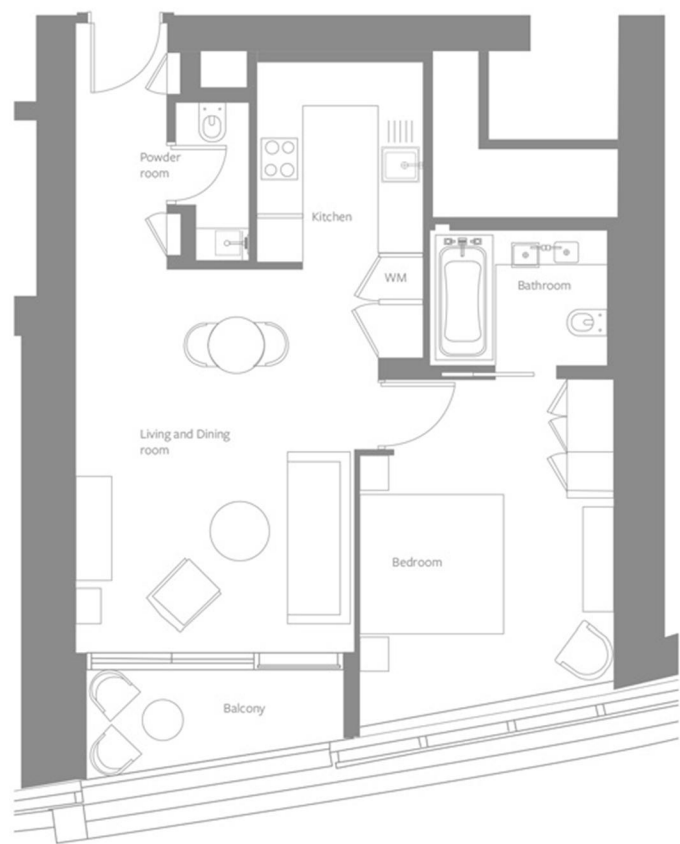 Powder
room
Kitchen
WM
Bathroom
Living and Dining
room
Bedroom
Balcony